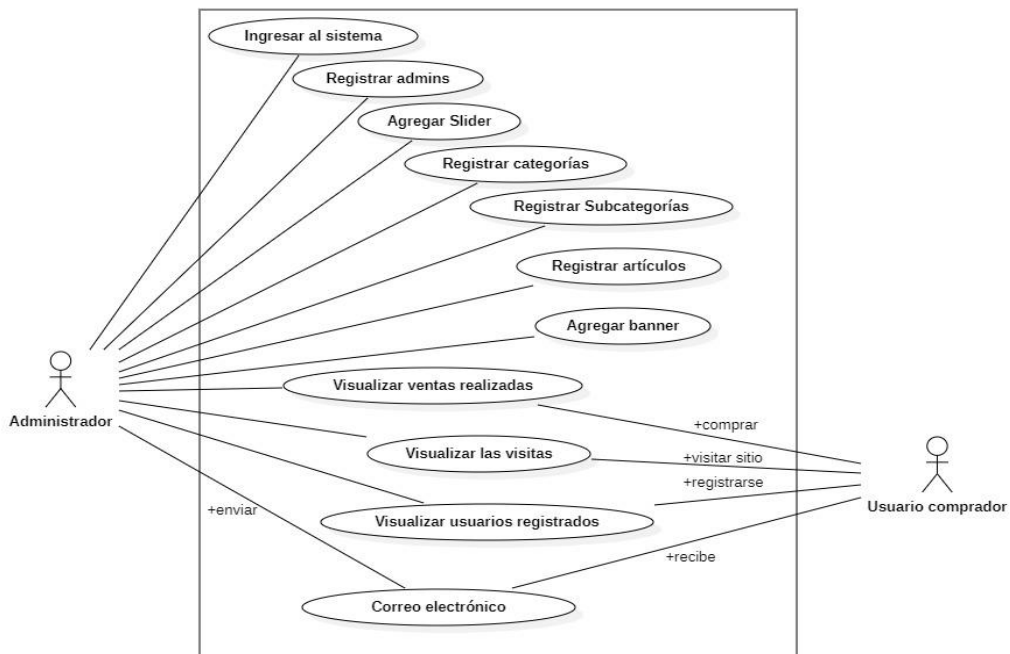 Ingresar al sistema
Registrar admins
Agregar Slider
Registrar categorías
Registrar Subcategorías
Registrar artículos
Agregar banner
Visualizar ventas realizadas
Administrador
+comprar
Visualizar las visitas
+visitar sitio
+registrarse
Usuario comprador
+enviar
Visualizar usuarios registrados
+recibe
Correo electrónico